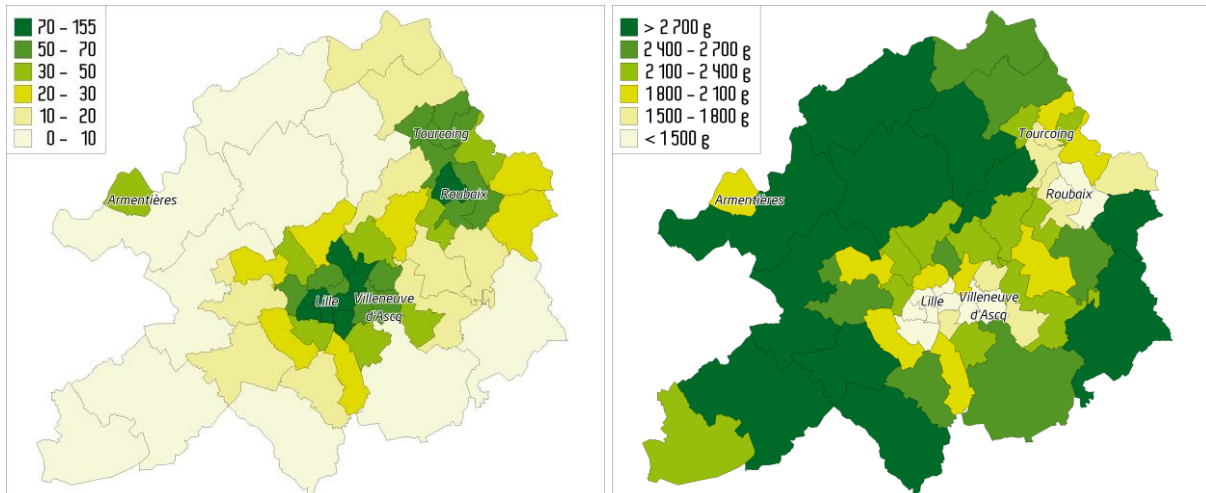 70 - 155
50 - 70
30 - 50
20 - 30
10 - 20
0 - 10
Tourcoing
Roubaix
Armentières
Lille
Villeneuve
d'Ascq
> 2 700 g
2 400 - 2 700 g
2 100 - 2 400 g
1 800 - 2 100 g
1 500 - 1 800 g
< 1 500 g
Tourcoing
Roubaix
Armentières
Lille
Villeneuve
d'Ascq